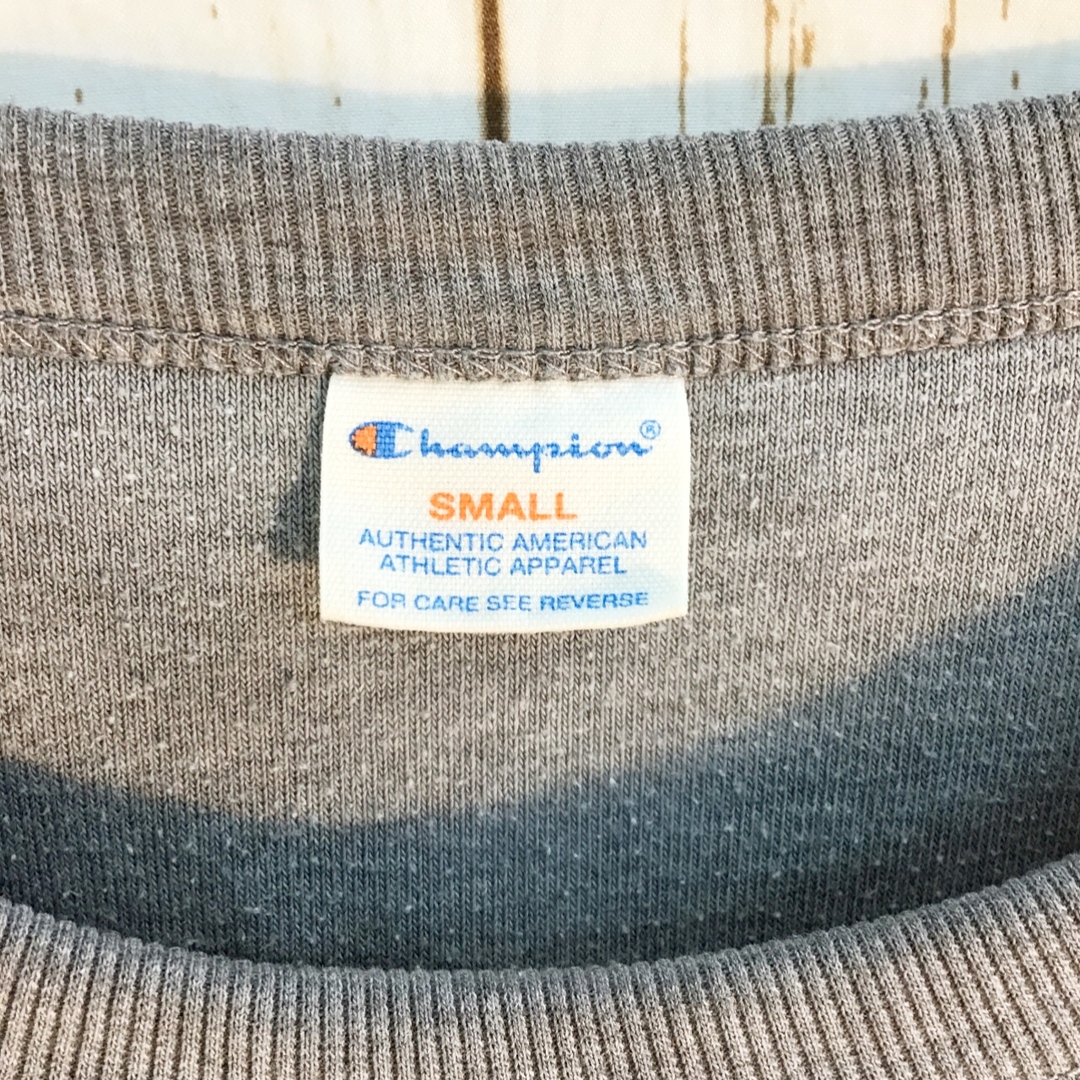 Champion®
SMALL
AUTHENTIC AMERICAN
ATHLETIC APPAREL
FOR CARE SEE REVERSE